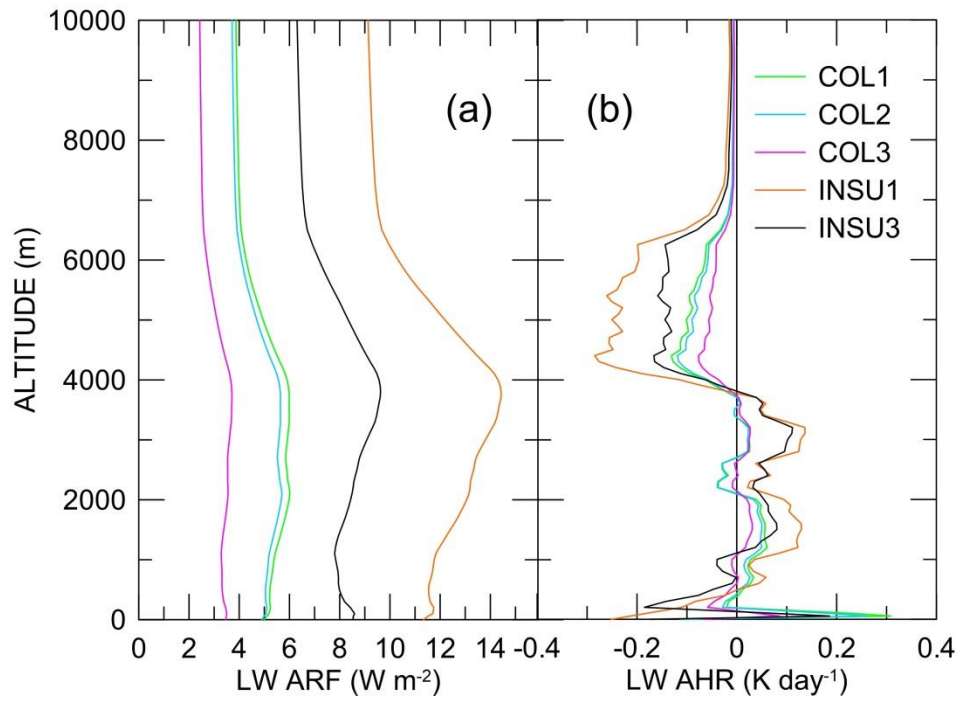 10000
8000
6000
4000
2000
0
ALTITUDE (m)
(a)
0 2 4 6 8 10 12 14
LW ARF (W m-2)
(b)
COL1
COL2
COL3
INSU1
INSU3
-0.4 -0.2 0 0.2 0.4
LW AHR (K day-1)